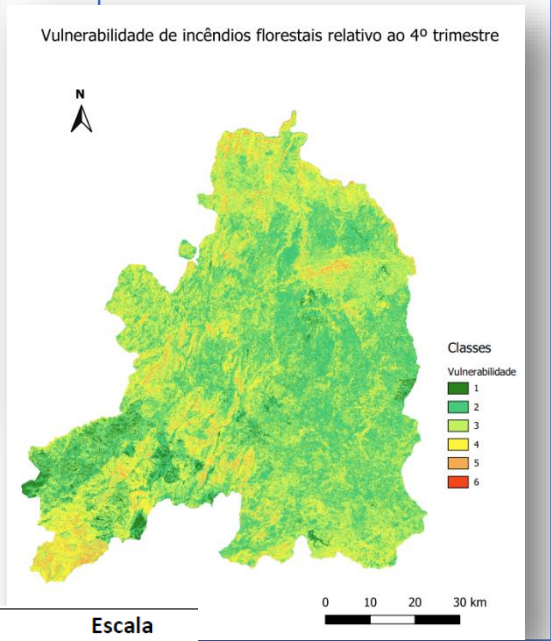 Vulnerabilidade de incêndios florestais relativo ao 4º trimestre
N
Classes
Vulnerabilidade
1
2
3
4
5
6
0 10 20 30 km
Escala